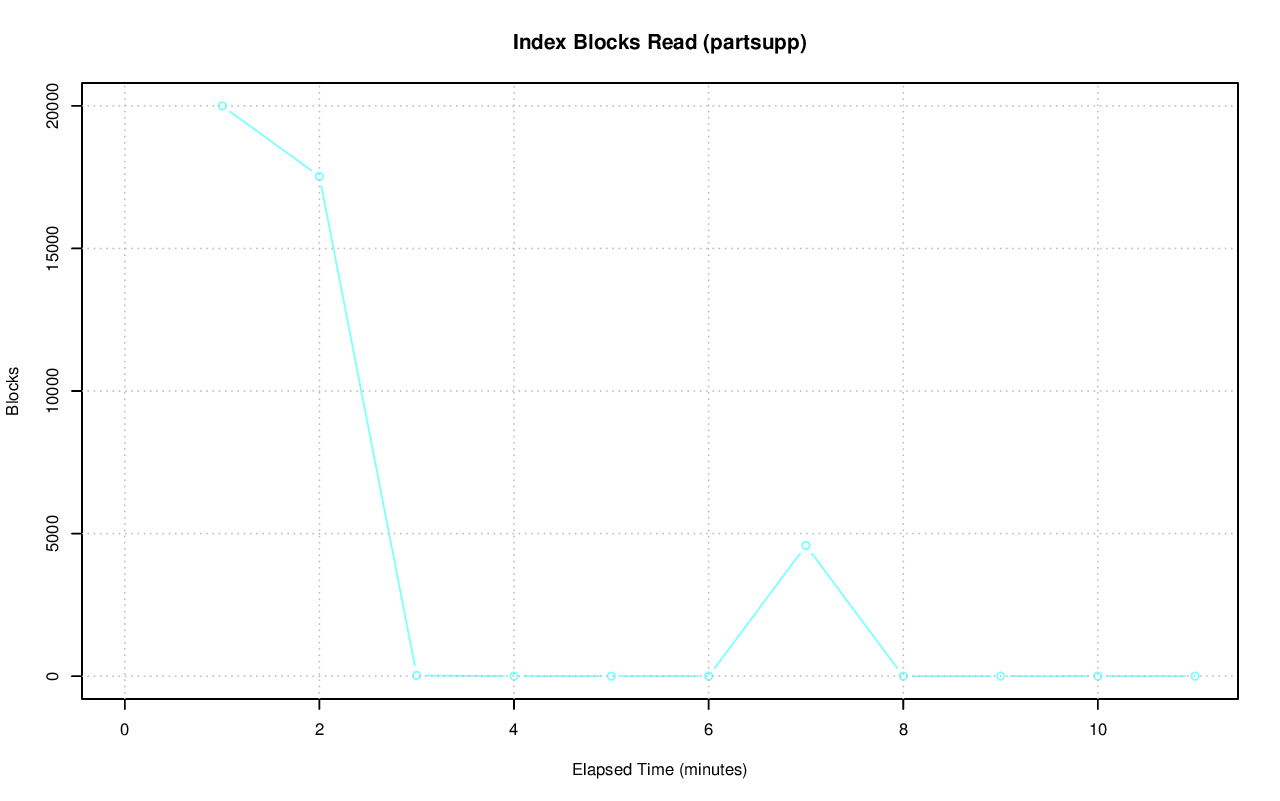 Index Blocks Read (partsupp)
Blocks
20000
15000
10000
5000
0
0 2 4 6 8 10
Elapsed Time (minutes)